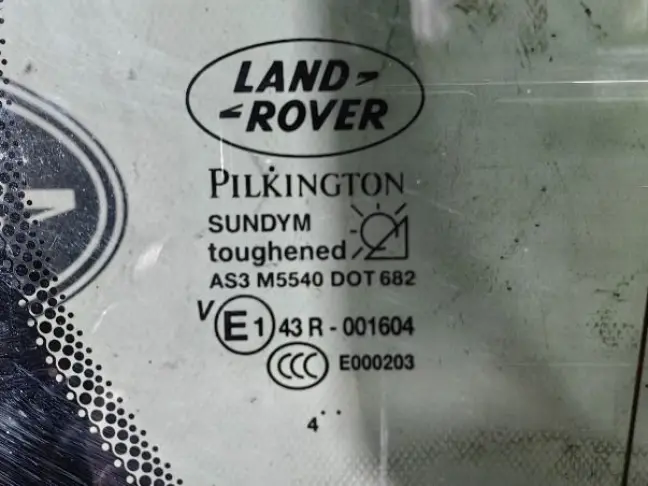 LAND
ROVER
PILKINGTON
SUNDYM
toughened
AS3 M5540 DOT 682
V E1 43 R - 001604
CCC E000203
4··